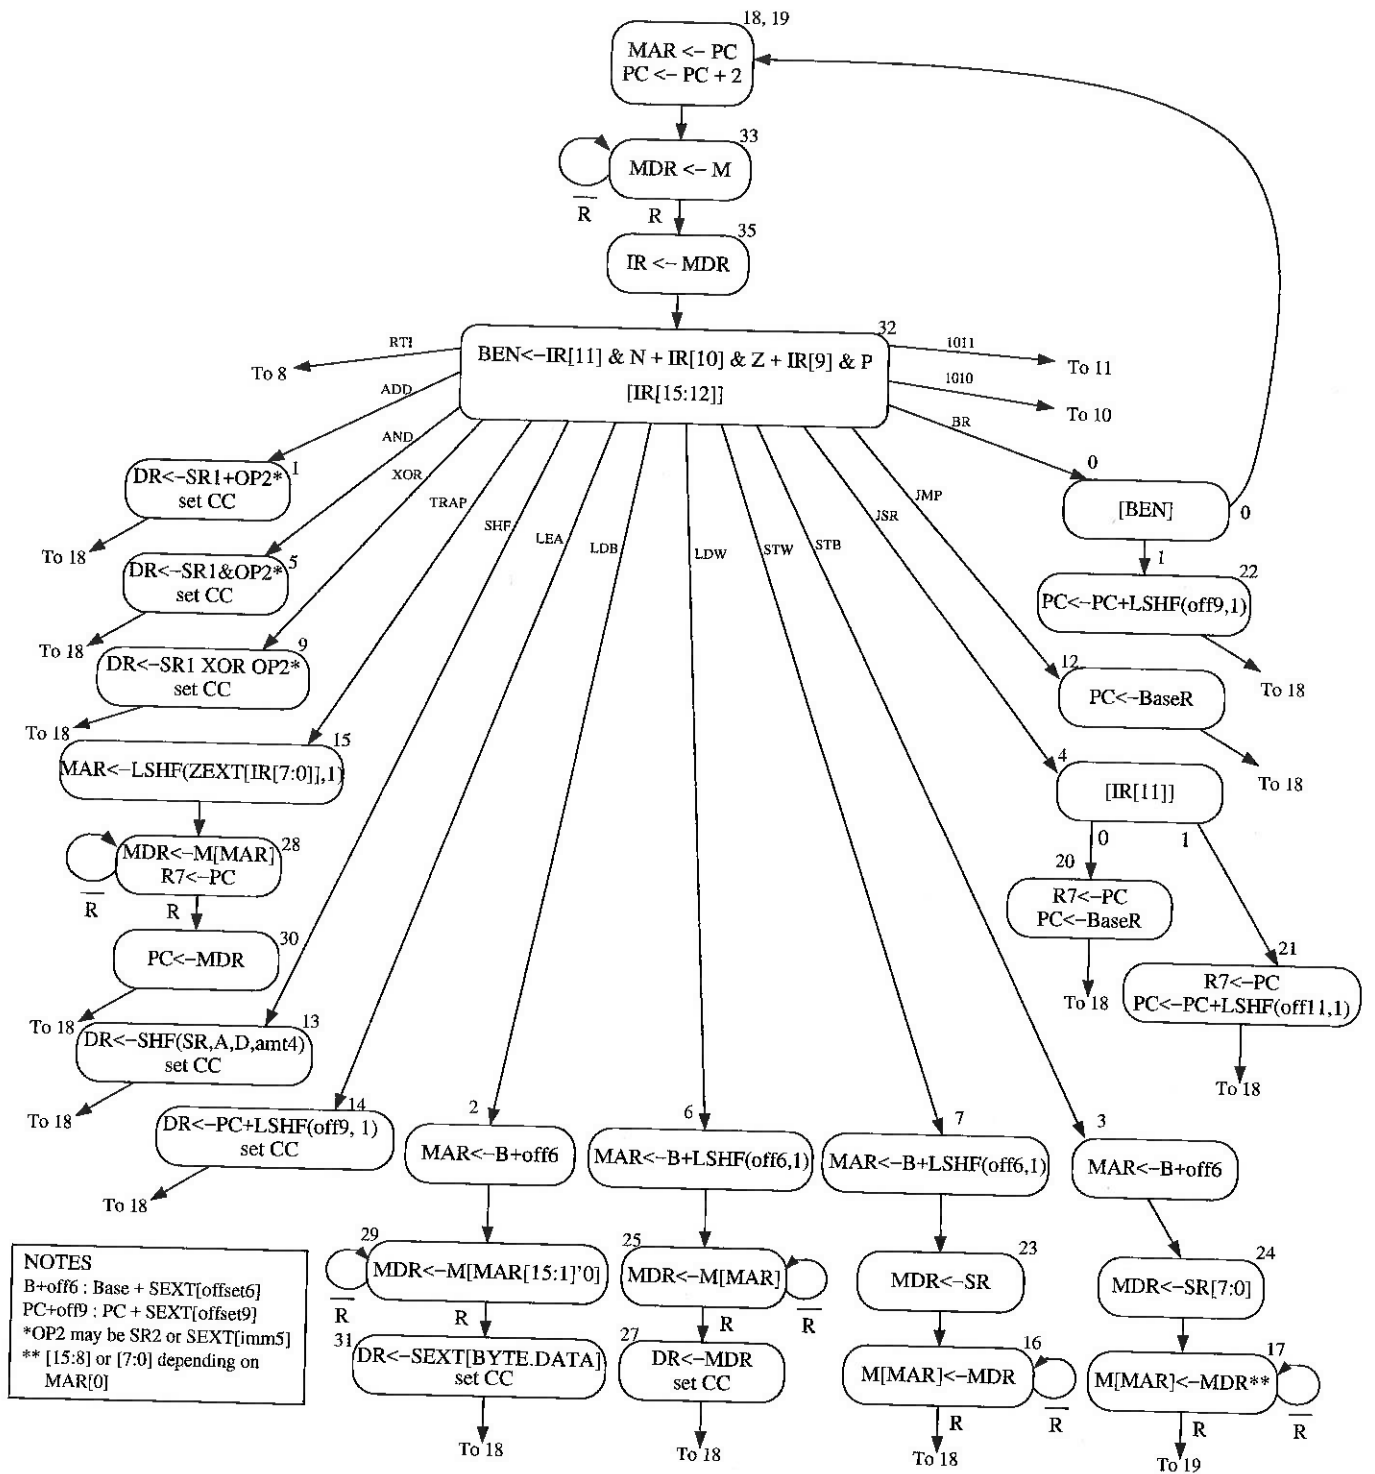 18, 19
MAR <– PC
PC <– PC + 2
33
MDR <– M
R
R
35
IR <– MDR
32
BEN<–IR[11] & N + IR[10] & Z + IR[9] & P
[IR[15:12]]
RTI
To 8
1011
To 11
1010
To 10
ADD
BR
AND
XOR
TRAP
SHF
LEA
LDB
LDW
STW
STB
JSR
JMP
1
DR<–SR1+OP2*
set CC
To 18
0
[BEN]
0
1
5
DR<–SR1&OP2*
set CC
To 18
22
PC<–PC+LSHF(off9,1)
To 18
9
DR<–SR1 XOR OP2*
set CC
To 18
12
PC<–BaseR
To 18
15
MAR<–LSHF(ZEXT[IR[7:0]],1)
4
[IR[11]]
0
1
28
MDR<–M[MAR]
R7<–PC
R
R
20
R7<–PC
PC<–BaseR
To 18
30
PC<–MDR
To 18
21
R7<–PC
PC<–PC+LSHF(off11,1)
To 18
13
DR<–SHF(SR,A,D,amt4)
set CC
To 18
14
DR<–PC+LSHF(off9, 1)
set CC
To 18
2
MAR<–B+off6
6
MAR<–B+LSHF(off6,1)
7
MAR<–B+LSHF(off6,1)
3
MAR<–B+off6
29
MDR<–M[MAR[15:1]'0]
R
R
25
MDR<–M[MAR]
R
R
23
MDR<–SR
24
MDR<–SR[7:0]
31
DR<–SEXT[BYTE.DATA]
set CC
To 18
27
DR<–MDR
set CC
To 18
16
M[MAR]<–MDR
R
R
To 18
17
M[MAR]<–MDR**
R
R
To 19
NOTES
B+off6 : Base + SEXT[offset6]
PC+off9 : PC + SEXT[offset9]
*OP2 may be SR2 or SEXT[imm5]
** [15:8] or [7:0] depending on
MAR[0]